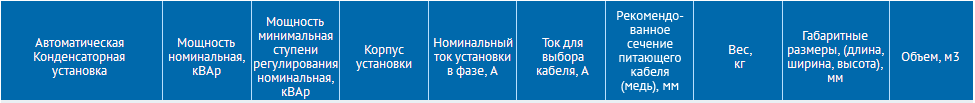 Автоматическая
Конденсаторная
установка
Мощность
номинальная,
кВАр
Мощность
минимальная
ступени
регулирования
номинальная,
кВАр
Корпус
установки
Номинальный
ток установки
в фазе, А
Ток для
выбора
кабеля, А
Рекомендо-
ванное
сечение
питающего
кабеля
(медь), мм
Вес,
кг
Габаритные
размеры, (длина,
ширина, высота),
мм
Объем, м3